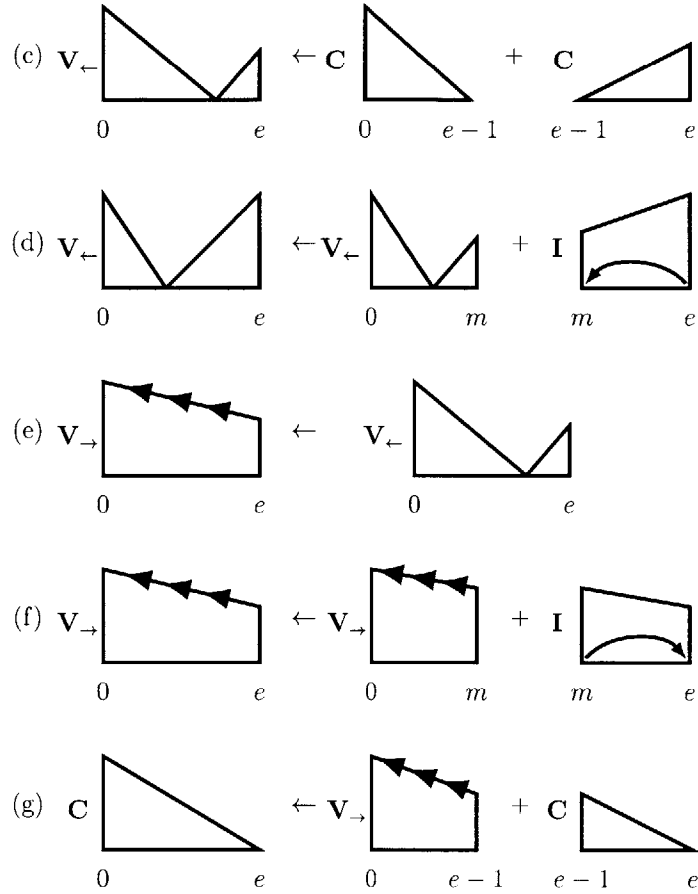 (c) V← ← C + C
0 e 0 e − 1 e − 1 e
(d) V← ← V← + I
0 e 0 m m e
(e) V→ ← V←
0 e 0 e
(f) V→ ← V→ + I
0 e 0 m m e
(g) C ← V→ + C
0 e 0 e − 1 e − 1 e